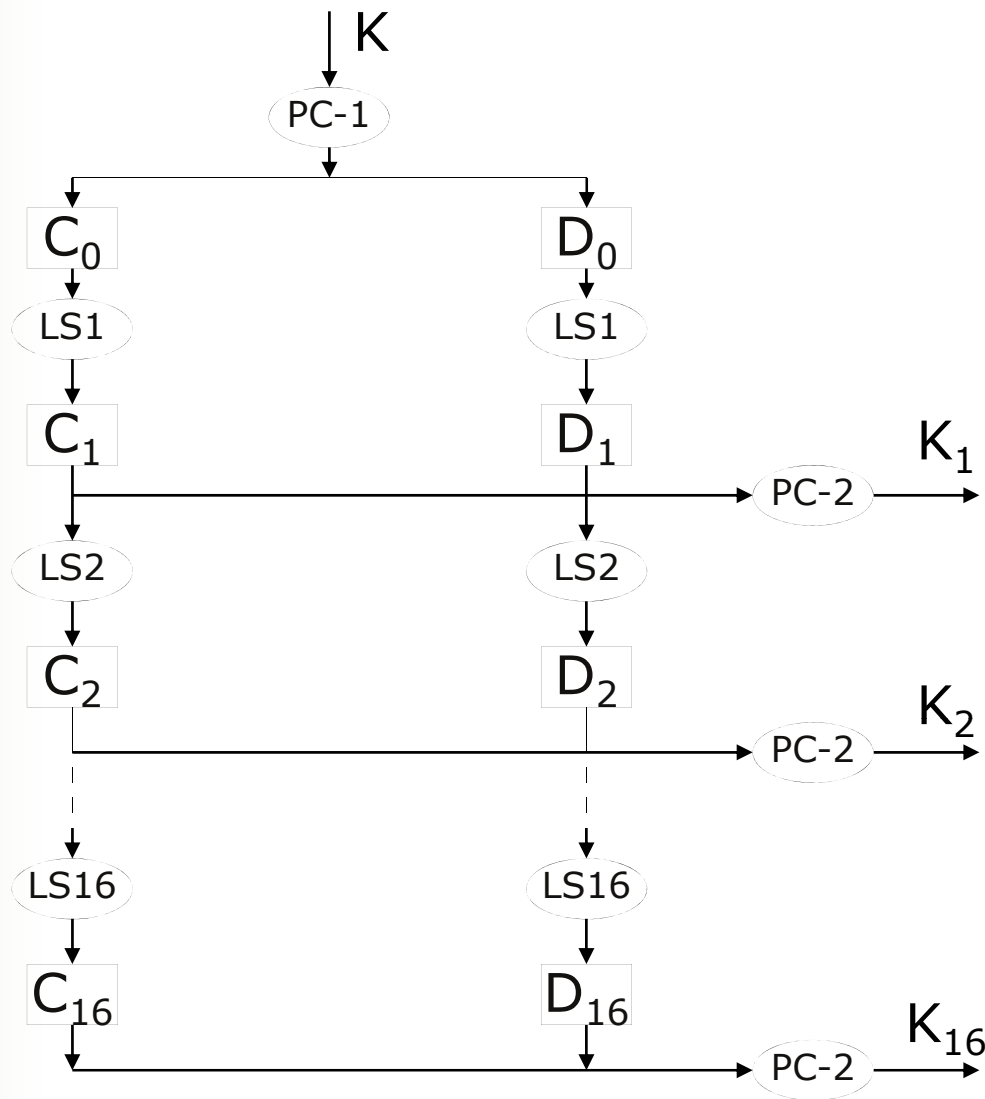 K
PC-1
C₀ D₀
LS1 LS1
C₁ D₁ K₁
PC-2
LS2 LS2
C₂ D₂ K₂
PC-2
LS16 LS16
C₁₆ D₁₆ K₁₆
PC-2